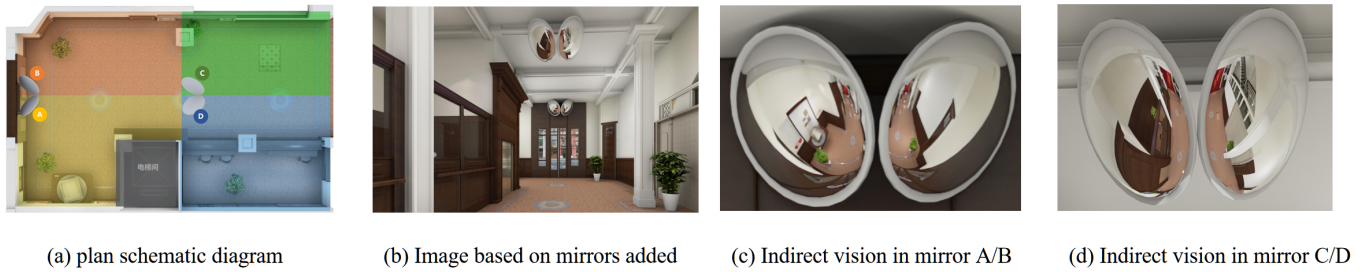 B
C
A
D
电梯间
(a) plan schematic diagram
(b) Image based on mirrors added
(c) Indirect vision in mirror A/B
(d) Indirect vision in mirror C/D